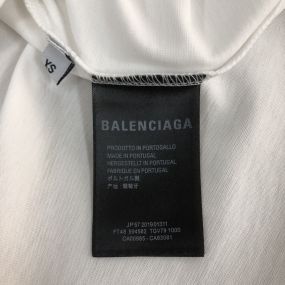 XS
BALENCIAGA
PRODOTTO IN PORTOGALLO
MADE IN PORTUGAL
HERGESTELLT IN PORTUGAL
FABRIQUÉ EN PORTUGAL
ポルトガル製
产地：葡萄牙